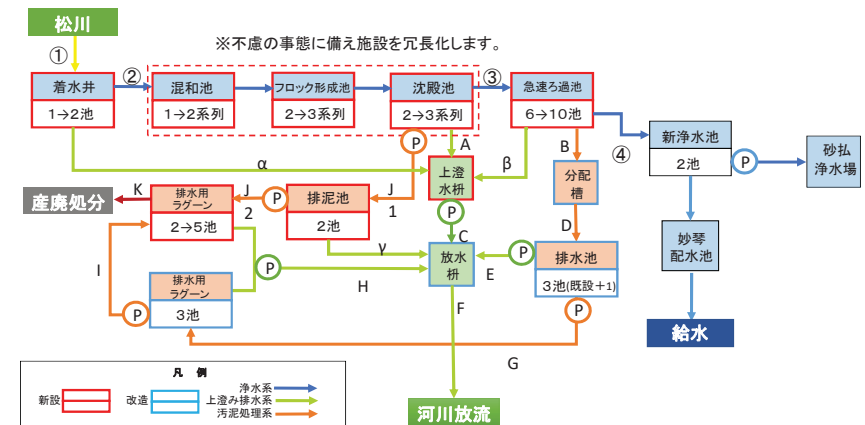 松川
※不慮の事態に備え施設を冗長化します。
①
②
③
着水井
1→2池
混和池
1→2系列
フロック形成池
2→3系列
沈殿池
2→3系列
急速ろ過池
6→10池
④
新浄水池
2池
P
砂払
浄水場
P
A
B
α
β
上澄
水枡
分配
槽
産廃処分
K
排水用
ラグーン
2→5池
J
2
P
排泥池
2池
J
1
P
C
D
妙琴
配水池
γ
放水
枡
E
P
排水池
3池(既設+1)
I
P
H
排水用
ラグーン
3池
P
F
P
給水
G
凡 例
新設
改造
浄水系
上澄み排水系
汚泥処理系
河川放流